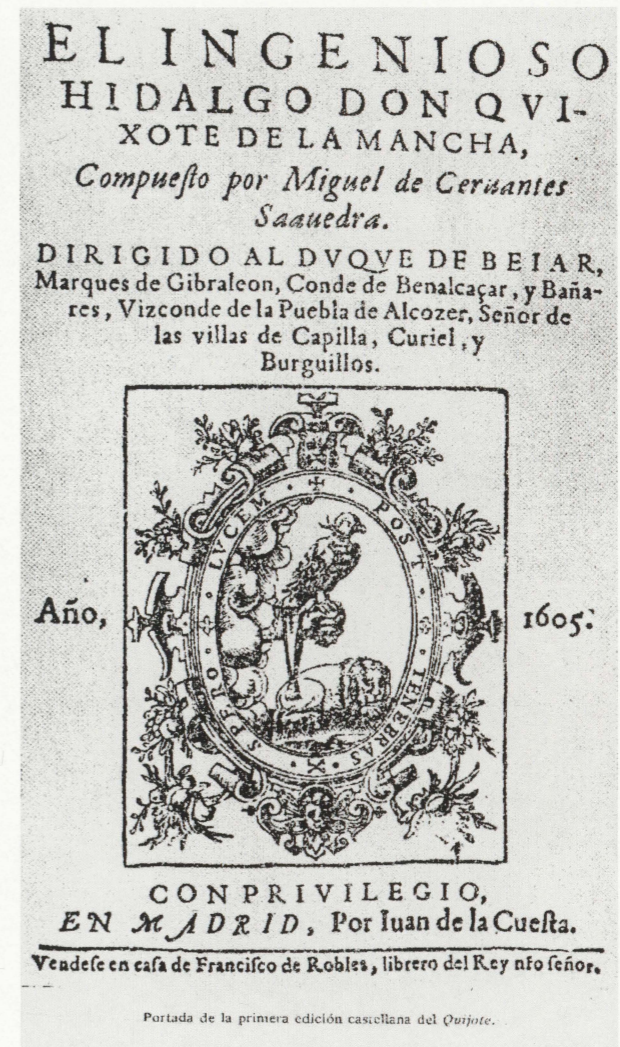 EL INGENIOSO
HIDALGO DON QVI-
XOTE DE LA MANCHA,
Compueſto por Miguel de Ceruantes
Saauedra.
DIRIGIDO AL DVQVE DE BEIAR,
Marques de Gibraleon, Conde de Benalcaçar, y Baña-
res, Vizconde de la Puebla de Alcozer, Señor de
las villas de Capilla, Curiel, y
Burguillos.
Año,
1605.
POST TENEBRAS SPERO LVCEM
CON PRIVILEGIO,
EN MADRID, Por Iuan de la Cueſta.
Vendeſe en caſa de Franciſco de Robles, librero del Rey nr̃o ſeñor.
Portada de la primera edición castellana del Quijote.